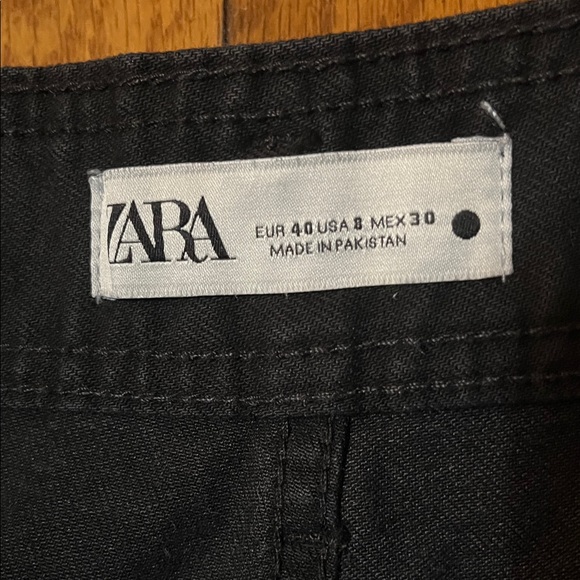 ZARA
EUR 40 USA 8 MEX 30
MADE IN PAKISTAN